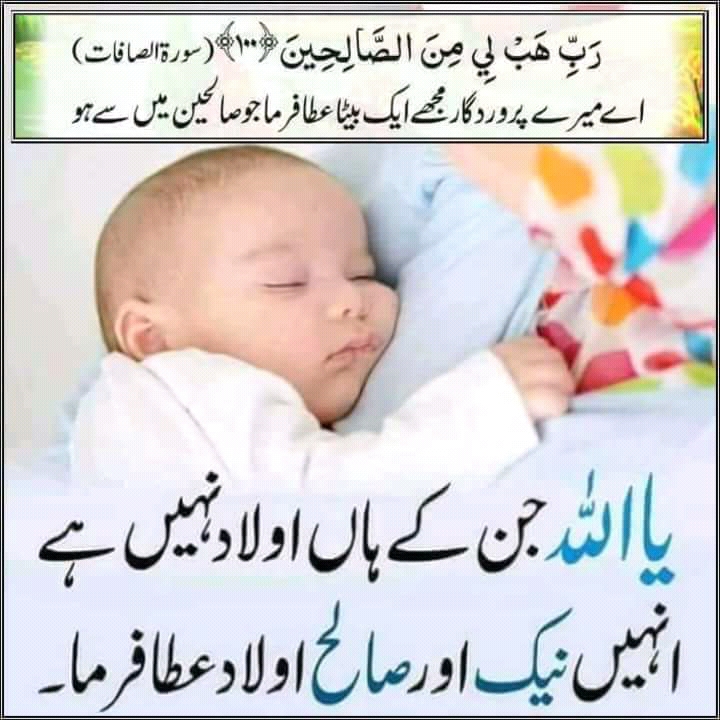 رَبِّ هَبْ لِي مِنَ الصَّالِحِينَ ﴿۱۰۰﴾ (سورة الصافات)
اے میرے پروردگار مجھے ایک بیٹا عطا فرما جو صالحین میں سے ہو
یا اللہ جن کے ہاں اولاد نہیں ہے
انہیں نیک اور صالح اولاد عطا فرما۔